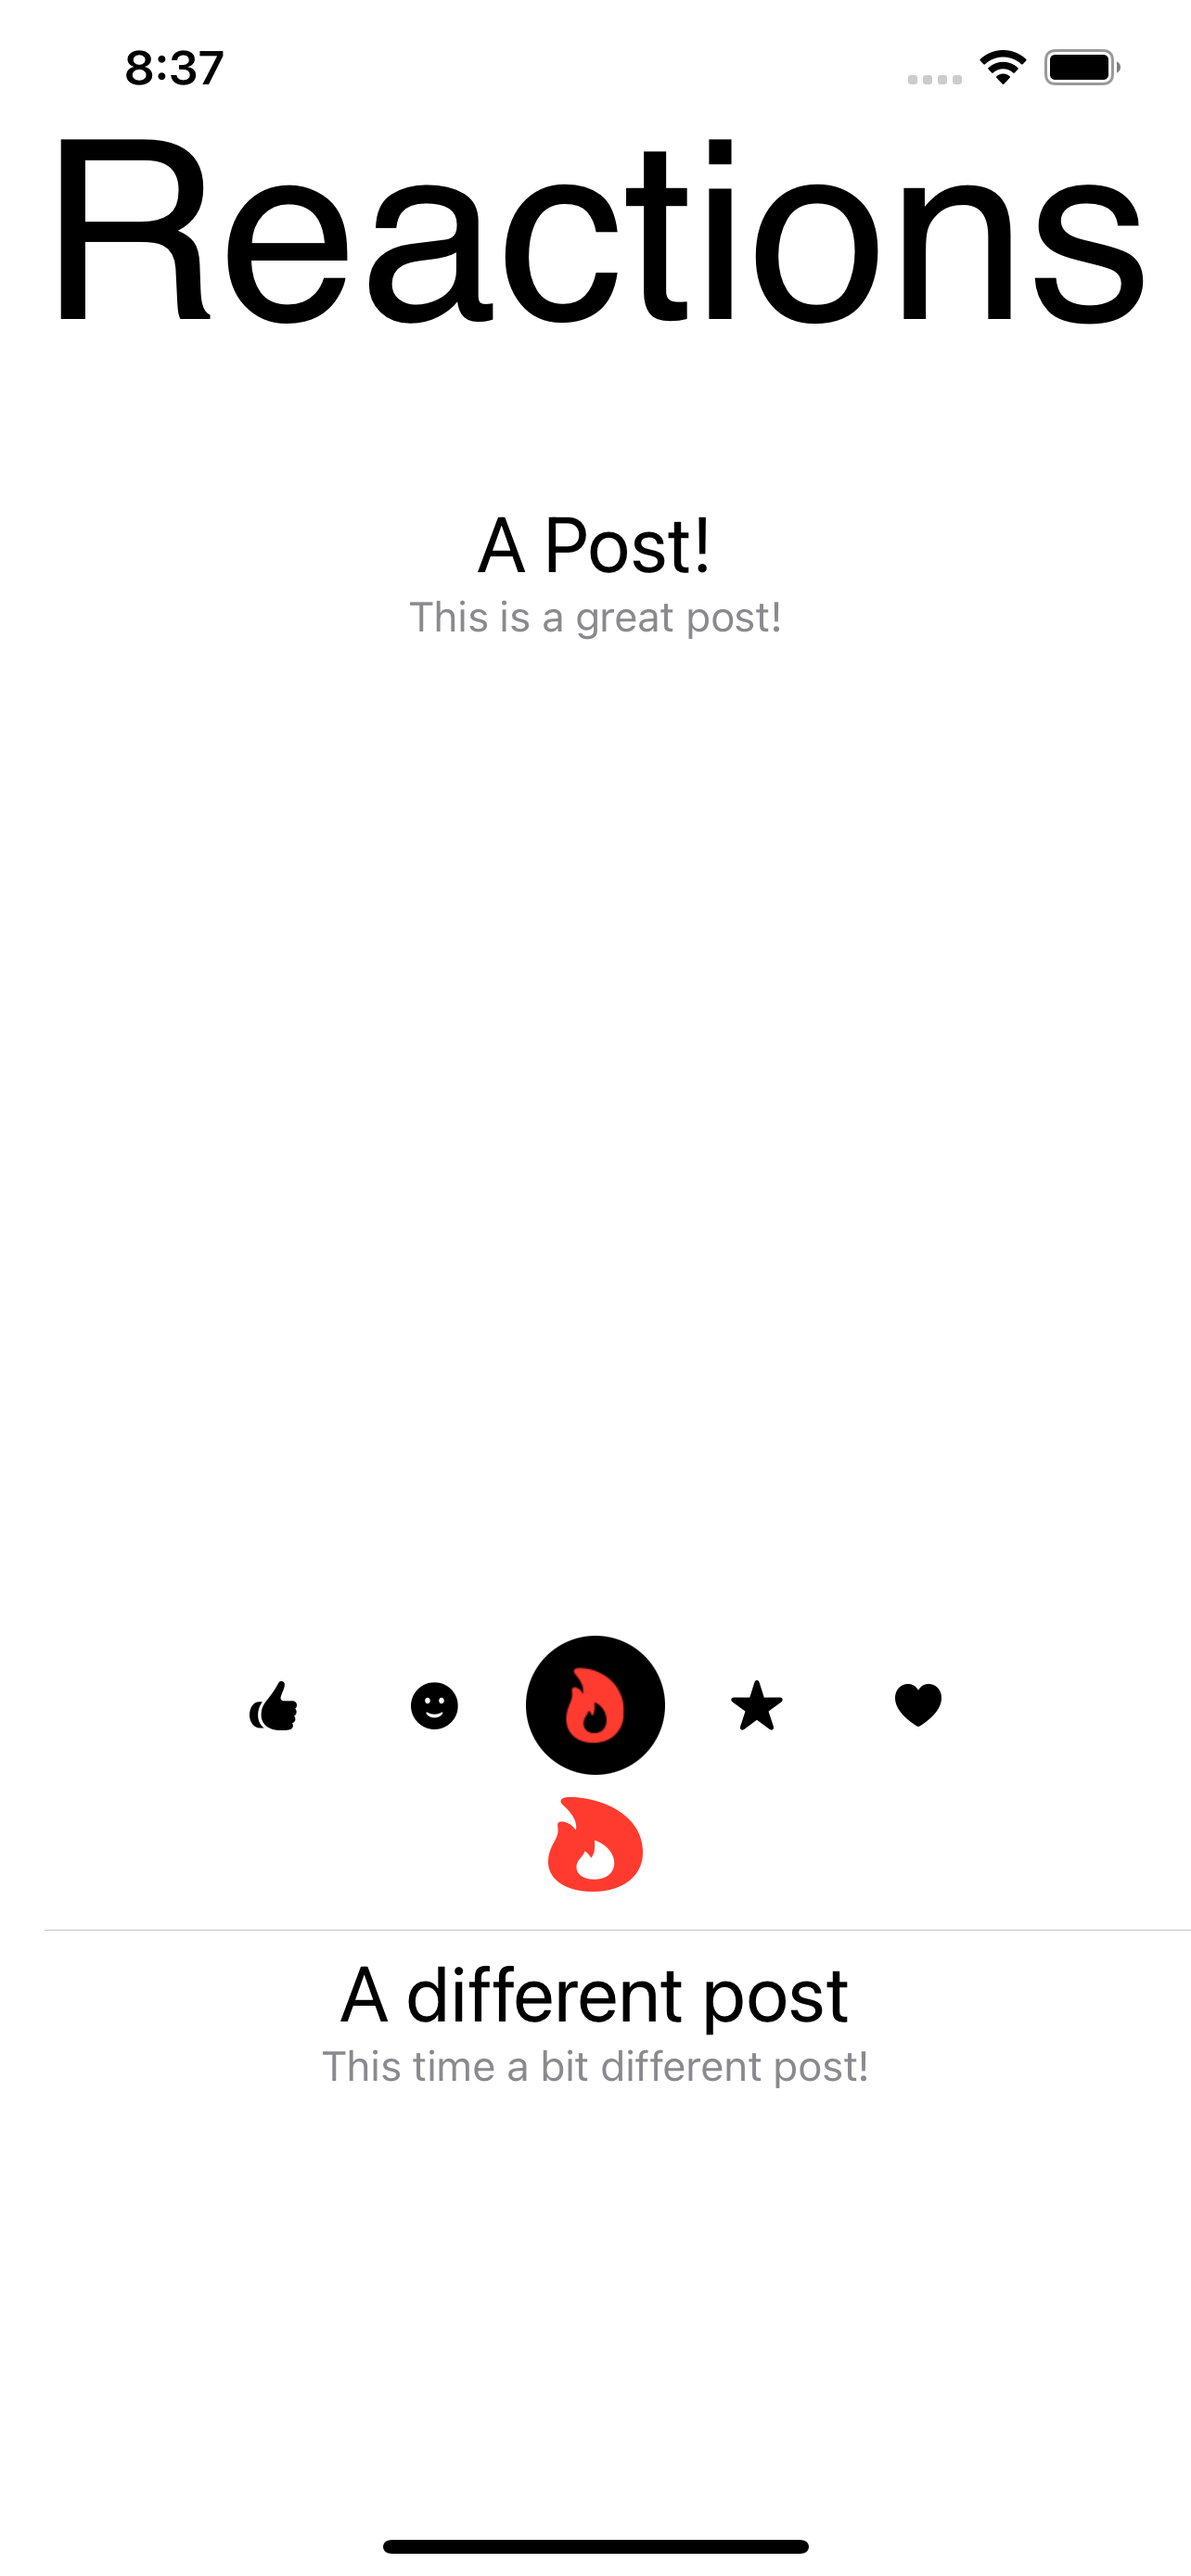 8:37
Reactions
A Post!
This is a great post!
A different post
This time a bit different post!